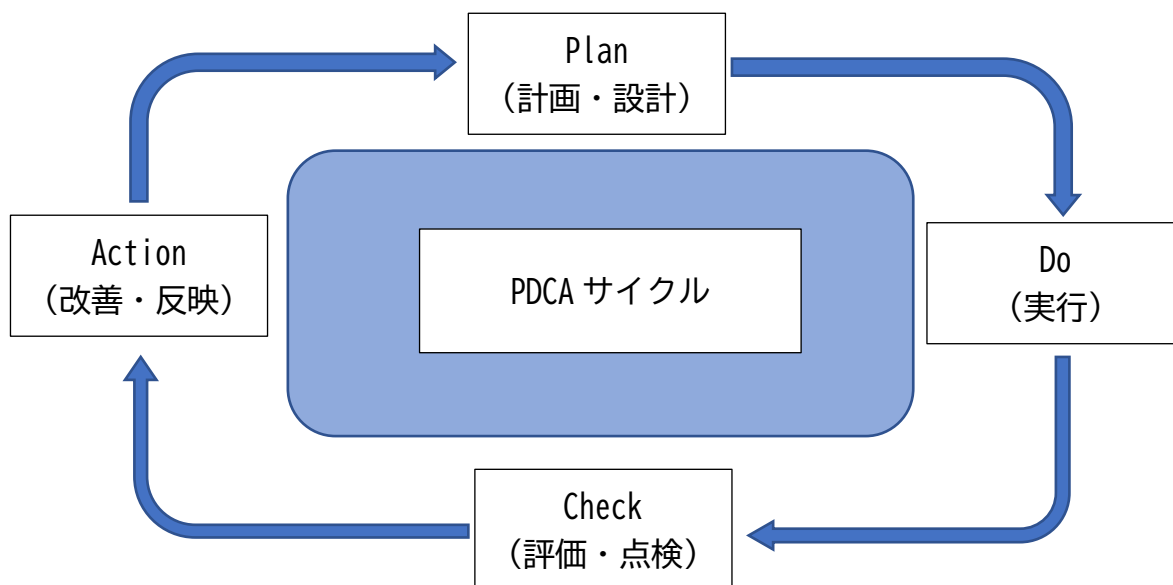 Plan
（計画・設計）
Do
（実行）
Check
（評価・点検）
Action
（改善・反映）
PDCA サイクル